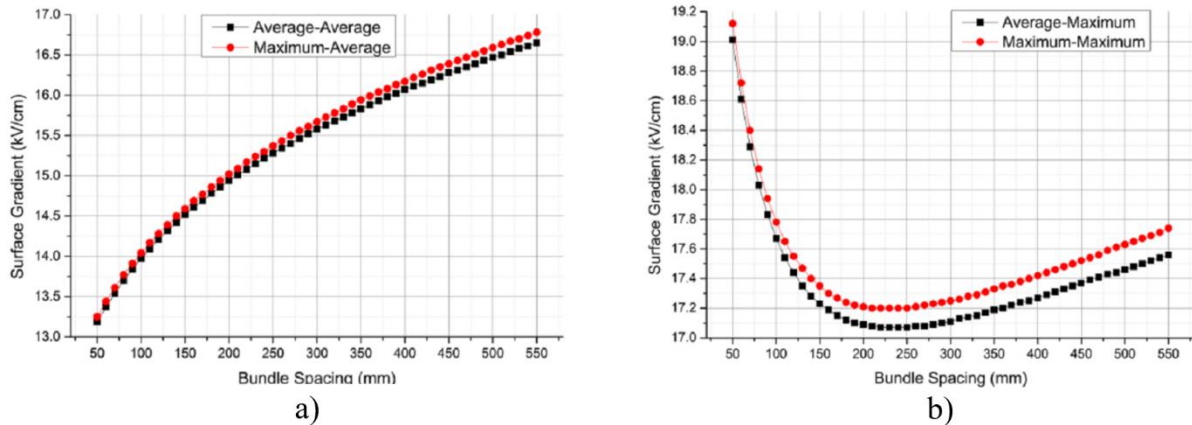 Average-Average
Maximum-Average
Surface Gradient (kV/cm)
17.0
16.5
16.0
15.5
15.0
14.5
14.0
13.5
13.0
50 100 150 200 250 300 350 400 450 500 550
Bundle Spacing (mm)
a)
Average-Maximum
Maximum-Maximum
Surface Gradient (kV/cm)
19.2
19.0
18.8
18.6
18.4
18.2
18.0
17.8
17.6
17.4
17.2
17.0
50 100 150 200 250 300 350 400 450 500 550
Bundle Spacing (mm)
b)